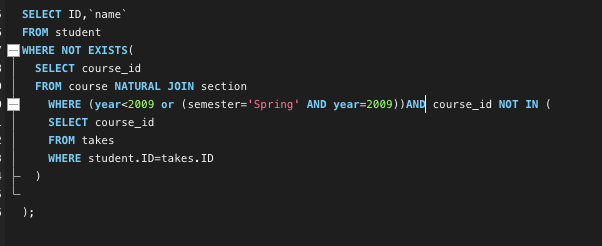 SELECT ID,`name`
FROM student
WHERE NOT EXISTS(
SELECT course_id
FROM course NATURAL JOIN section
WHERE (year<2009 or (semester='Spring' AND year=2009))AND course_id NOT IN (
SELECT course_id
FROM takes
WHERE student.ID=takes.ID
)
);